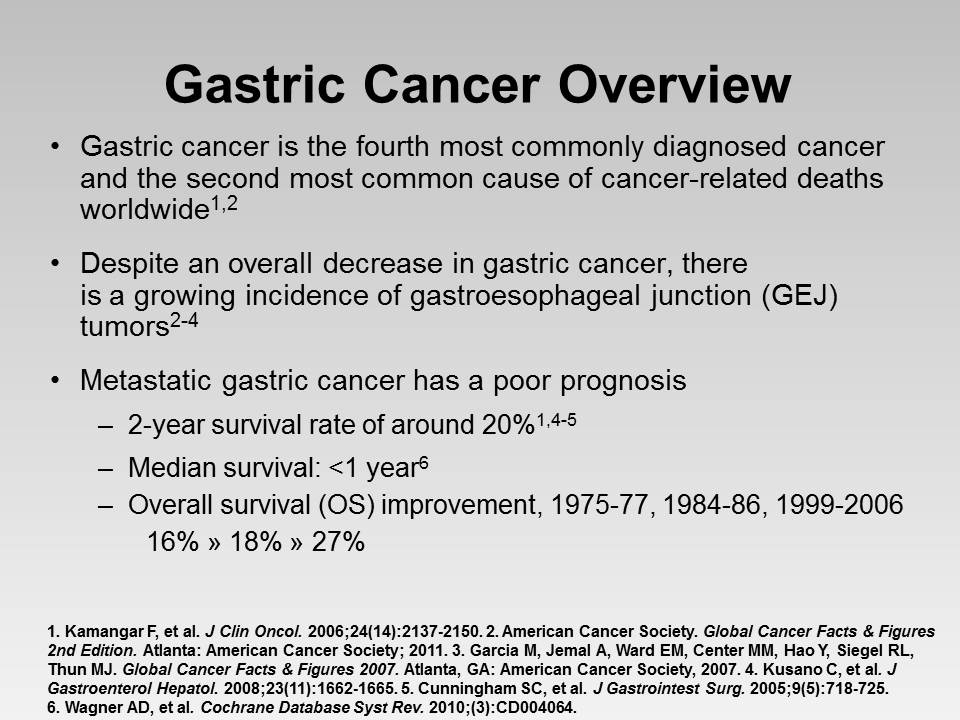 Gastric Cancer Overview
• Gastric cancer is the fourth most commonly diagnosed cancer
and the second most common cause of cancer-related deaths
worldwide1,2
• Despite an overall decrease in gastric cancer, there
is a growing incidence of gastroesophageal junction (GEJ)
tumors2-4
• Metastatic gastric cancer has a poor prognosis
– 2-year survival rate of around 20%1,4-5
– Median survival: <1 year6
– Overall survival (OS) improvement, 1975-77, 1984-86, 1999-2006
16% » 18% » 27%
1. Kamangar F, et al. J Clin Oncol. 2006;24(14):2137-2150. 2. American Cancer Society. Global Cancer Facts & Figures
2nd Edition. Atlanta: American Cancer Society; 2011. 3. Garcia M, Jemal A, Ward EM, Center MM, Hao Y, Siegel RL,
Thun MJ. Global Cancer Facts & Figures 2007. Atlanta, GA: American Cancer Society, 2007. 4. Kusano C, et al. J
Gastroenterol Hepatol. 2008;23(11):1662-1665. 5. Cunningham SC, et al. J Gastrointest Surg. 2005;9(5):718-725.
6. Wagner AD, et al. Cochrane Database Syst Rev. 2010;(3):CD004064.